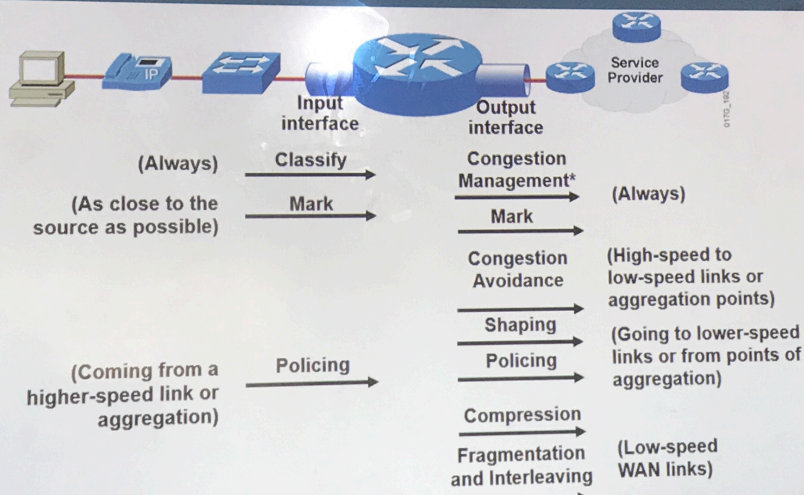 IP
Service
Provider
017G_192
Input
interface
Output
interface
(Always)
Classify
Congestion
Management*
(Always)
(As close to the
source as possible)
Mark
Mark
Congestion
Avoidance
(High-speed to
low-speed links or
aggregation points)
Shaping
(Going to lower-speed
links or from points of
aggregation)
(Coming from a
higher-speed link or
aggregation)
Policing
Policing
Compression
Fragmentation
and Interleaving
(Low-speed
WAN links)